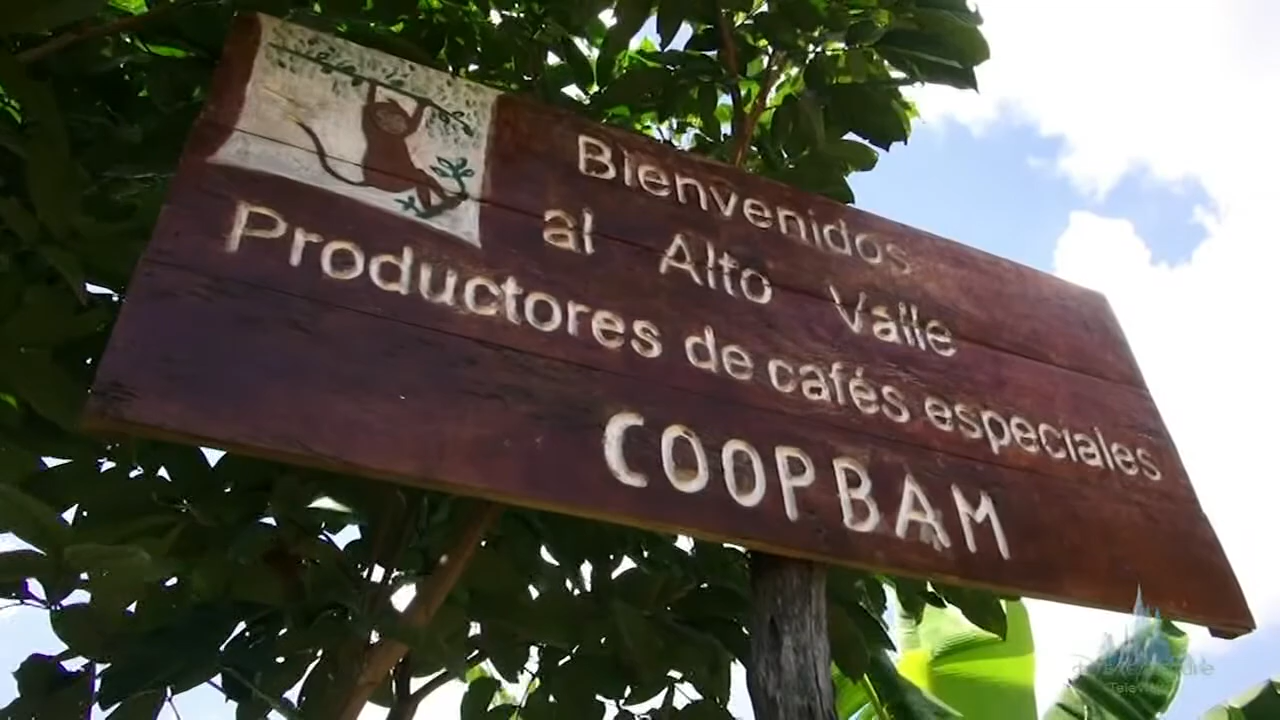 Bienvenidos
al Alto Valle
Productores de cafés especiales
COOPBAM